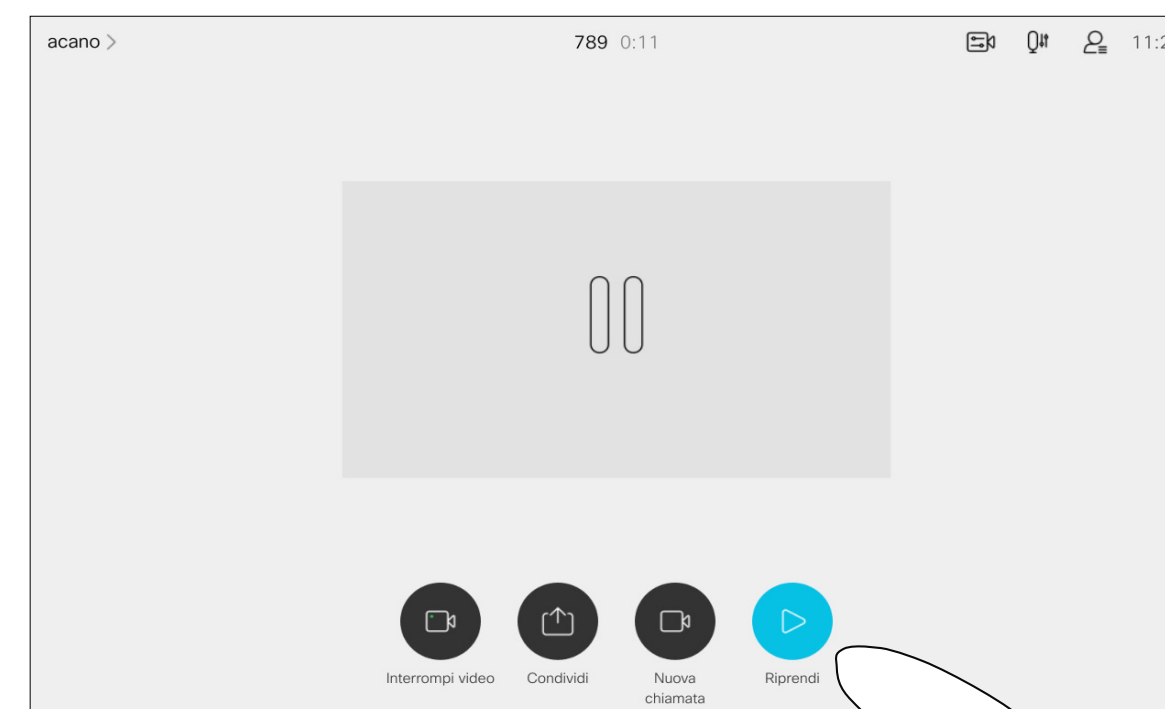 acano
789 0:11
11:2
Interrompi video
Condividi
Nuova
chiamata
Riprendi